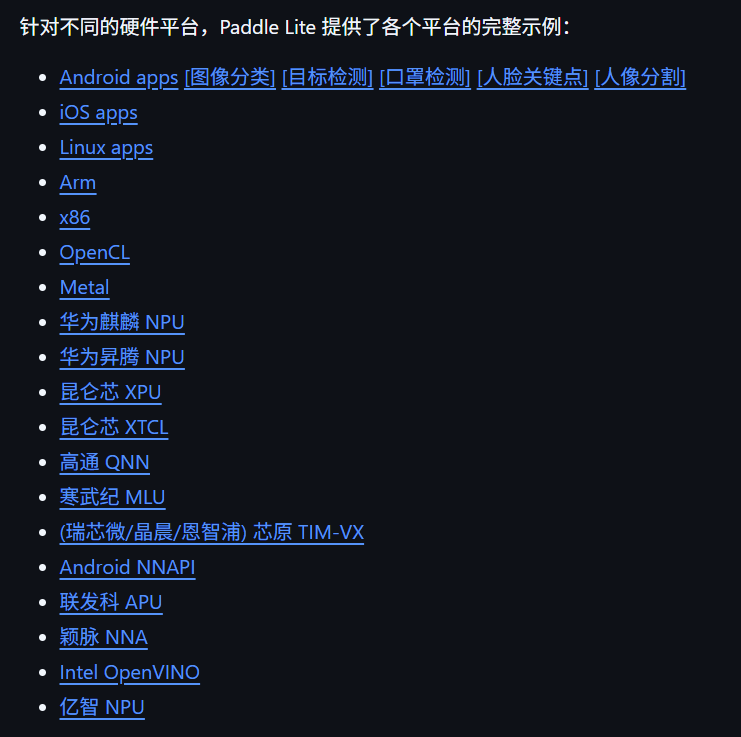 针对不同的硬件平台，Paddle Lite 提供了各个平台的完整示例：
Android apps [图像分类] [目标检测] [口罩检测] [人脸关键点] [人像分割]
iOS apps
Linux apps
Arm
x86
OpenCL
Metal
华为麒麟 NPU
华为昇腾 NPU
昆仑芯 XPU
昆仑芯 XTCL
高通 QNN
寒武纪 MLU
(瑞芯微/晶晨/恩智浦) 芯原 TIM-VX
Android NNAPI
联发科 APU
颖脉 NNA
Intel OpenVINO
亿智 NPU